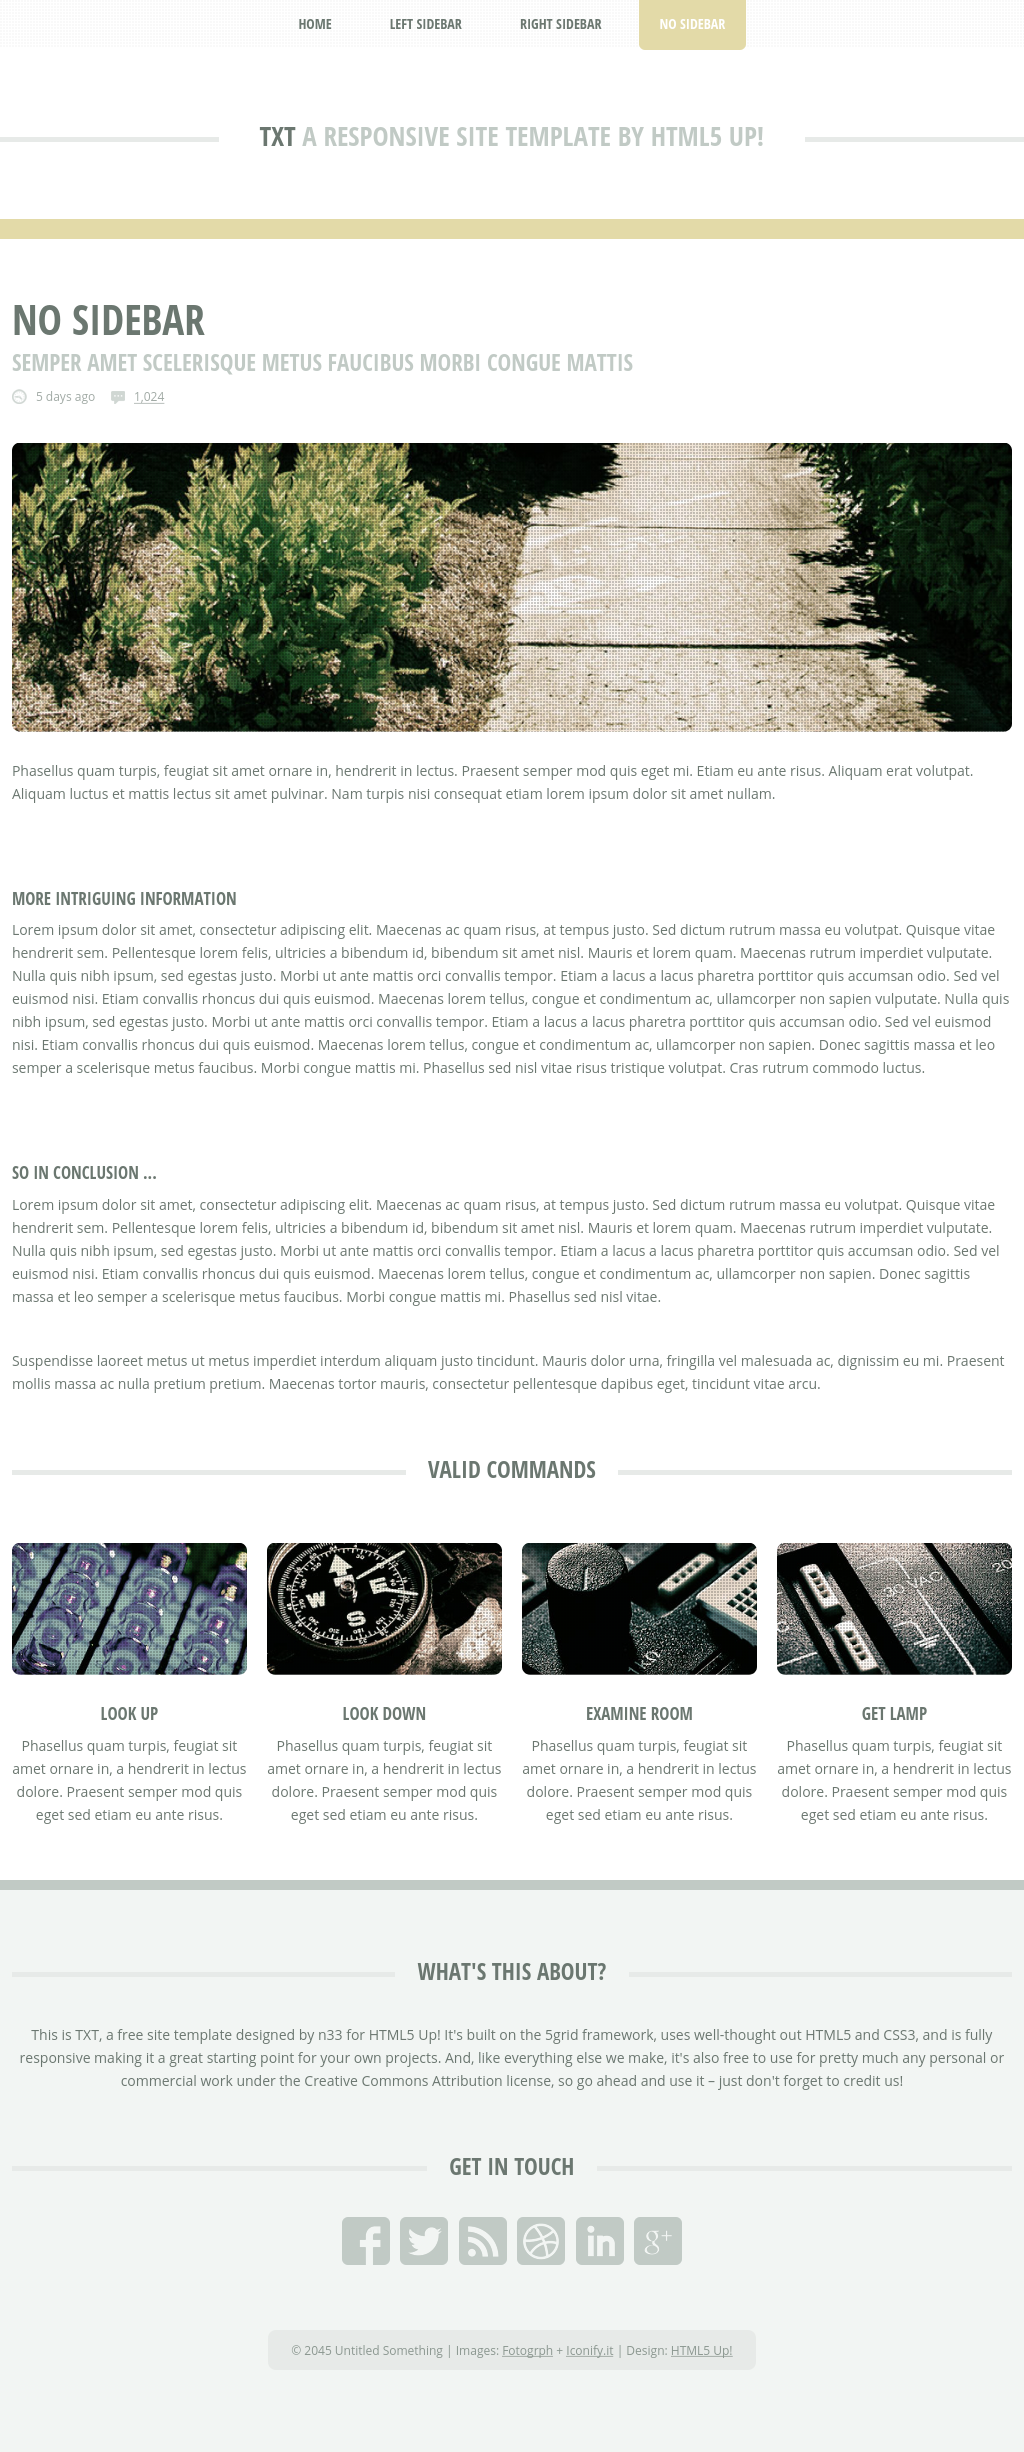 HOME LEFT SIDEBAR RIGHT SIDEBAR NO SIDEBAR
TXT A RESPONSIVE SITE TEMPLATE BY HTML5 UP!
NO SIDEBAR
SEMPER AMET SCELERISQUE METUS FAUCIBUS MORBI CONGUE MATTIS
5 days ago 1,024
Phasellus quam turpis, feugiat sit amet ornare in, hendrerit in lectus. Praesent semper mod quis eget mi. Etiam eu ante risus. Aliquam erat volutpat.
Aliquam luctus et mattis lectus sit amet pulvinar. Nam turpis nisi consequat etiam lorem ipsum dolor sit amet nullam.
MORE INTRIGUING INFORMATION
Lorem ipsum dolor sit amet, consectetur adipiscing elit. Maecenas ac quam risus, at tempus justo. Sed dictum rutrum massa eu volutpat. Quisque vitae
hendrerit sem. Pellentesque lorem felis, ultricies a bibendum id, bibendum sit amet nisl. Mauris et lorem quam. Maecenas rutrum imperdiet vulputate.
Nulla quis nibh ipsum, sed egestas justo. Morbi ut ante mattis orci convallis tempor. Etiam a lacus a lacus pharetra porttitor quis accumsan odio. Sed vel
euismod nisi. Etiam convallis rhoncus dui quis euismod. Maecenas lorem tellus, congue et condimentum ac, ullamcorper non sapien vulputate. Nulla quis
nibh ipsum, sed egestas justo. Morbi ut ante mattis orci convallis tempor. Etiam a lacus a lacus pharetra porttitor quis accumsan odio. Sed vel euismod
nisi. Etiam convallis rhoncus dui quis euismod. Maecenas lorem tellus, congue et condimentum ac, ullamcorper non sapien. Donec sagittis massa et leo
semper a scelerisque metus faucibus. Morbi congue mattis mi. Phasellus sed nisl vitae risus tristique volutpat. Cras rutrum commodo luctus.
SO IN CONCLUSION ...
Lorem ipsum dolor sit amet, consectetur adipiscing elit. Maecenas ac quam risus, at tempus justo. Sed dictum rutrum massa eu volutpat. Quisque vitae
hendrerit sem. Pellentesque lorem felis, ultricies a bibendum id, bibendum sit amet nisl. Mauris et lorem quam. Maecenas rutrum imperdiet vulputate.
Nulla quis nibh ipsum, sed egestas justo. Morbi ut ante mattis orci convallis tempor. Etiam a lacus a lacus pharetra porttitor quis accumsan odio. Sed vel
euismod nisi. Etiam convallis rhoncus dui quis euismod. Maecenas lorem tellus, congue et condimentum ac, ullamcorper non sapien. Donec sagittis
massa et leo semper a scelerisque metus faucibus. Morbi congue mattis mi. Phasellus sed nisl vitae.
Suspendisse laoreet metus ut metus imperdiet interdum aliquam justo tincidunt. Mauris dolor urna, fringilla vel malesuada ac, dignissim eu mi. Praesent
mollis massa ac nulla pretium pretium. Maecenas tortor mauris, consectetur pellentesque dapibus eget, tincidunt vitae arcu.
VALID COMMANDS
W E S
30 VAC 20
LOOK UP
Phasellus quam turpis, feugiat sit
amet ornare in, a hendrerit in lectus
dolore. Praesent semper mod quis
eget sed etiam eu ante risus.
LOOK DOWN
Phasellus quam turpis, feugiat sit
amet ornare in, a hendrerit in lectus
dolore. Praesent semper mod quis
eget sed etiam eu ante risus.
EXAMINE ROOM
Phasellus quam turpis, feugiat sit
amet ornare in, a hendrerit in lectus
dolore. Praesent semper mod quis
eget sed etiam eu ante risus.
GET LAMP
Phasellus quam turpis, feugiat sit
amet ornare in, a hendrerit in lectus
dolore. Praesent semper mod quis
eget sed etiam eu ante risus.
WHAT'S THIS ABOUT?
This is TXT, a free site template designed by n33 for HTML5 Up! It's built on the 5grid framework, uses well-thought out HTML5 and CSS3, and is fully
responsive making it a great starting point for your own projects. And, like everything else we make, it's also free to use for pretty much any personal or
commercial work under the Creative Commons Attribution license, so go ahead and use it – just don't forget to credit us!
GET IN TOUCH
f in g+
© 2045 Untitled Something | Images: Fotogrph + Iconify.it | Design: HTML5 Up!